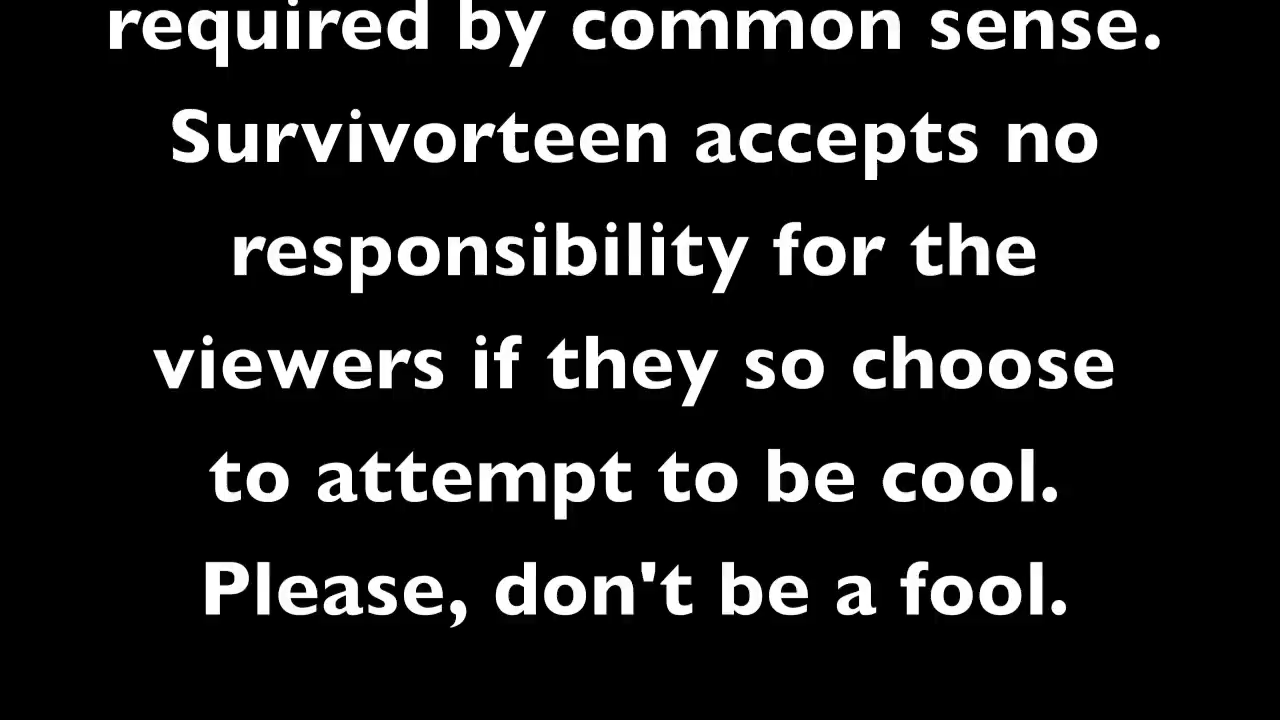 required by common sense.
Survivorteen accepts no
responsibility for the
viewers if they so choose
to attempt to be cool.
Please, don't be a fool.